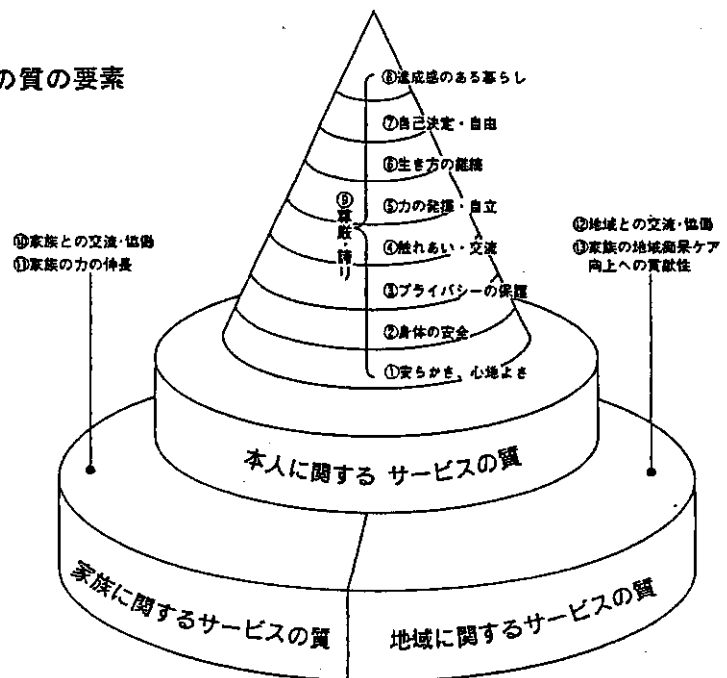 の質の要素
⑧達成感のある暮らし
⑦自己決定・自由
⑥生き方の継続
⑤力の発揮・自立
④触れあい・交流
③プライバシーの保護
②身体の安全
①安らかさ、心地よさ
⑨尊厳・誇り
⑩家族との交流・協働
⑪家族の力の伸長
⑫地域との交流・協働
⑬家族の地域痴呆ケア
向上への貢献性
本人に関する サービスの質
家族に関するサービスの質
地域に関するサービスの質